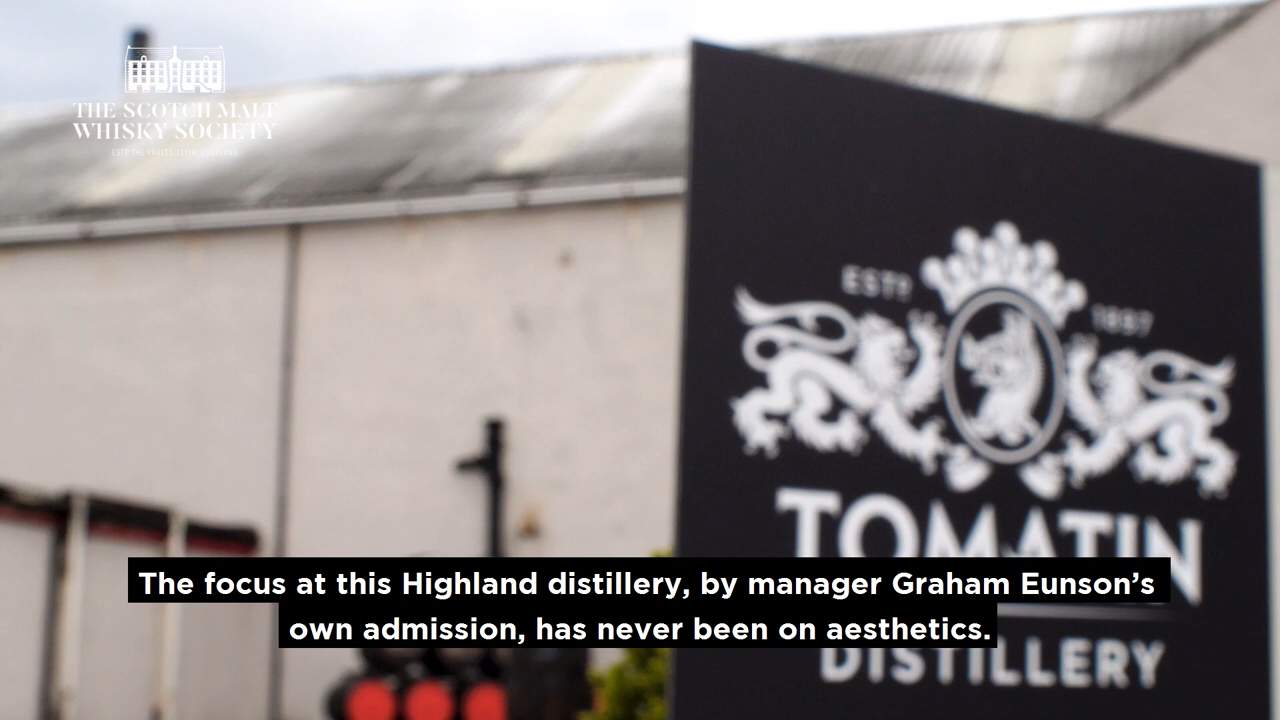 THE SCOTCH MALT
WHISKY SOCIETY
ESTD
1897
TOMATIN
DISTILLERY
The focus at this Highland distillery, by manager Graham Eunson’s
own admission, has never been on aesthetics.